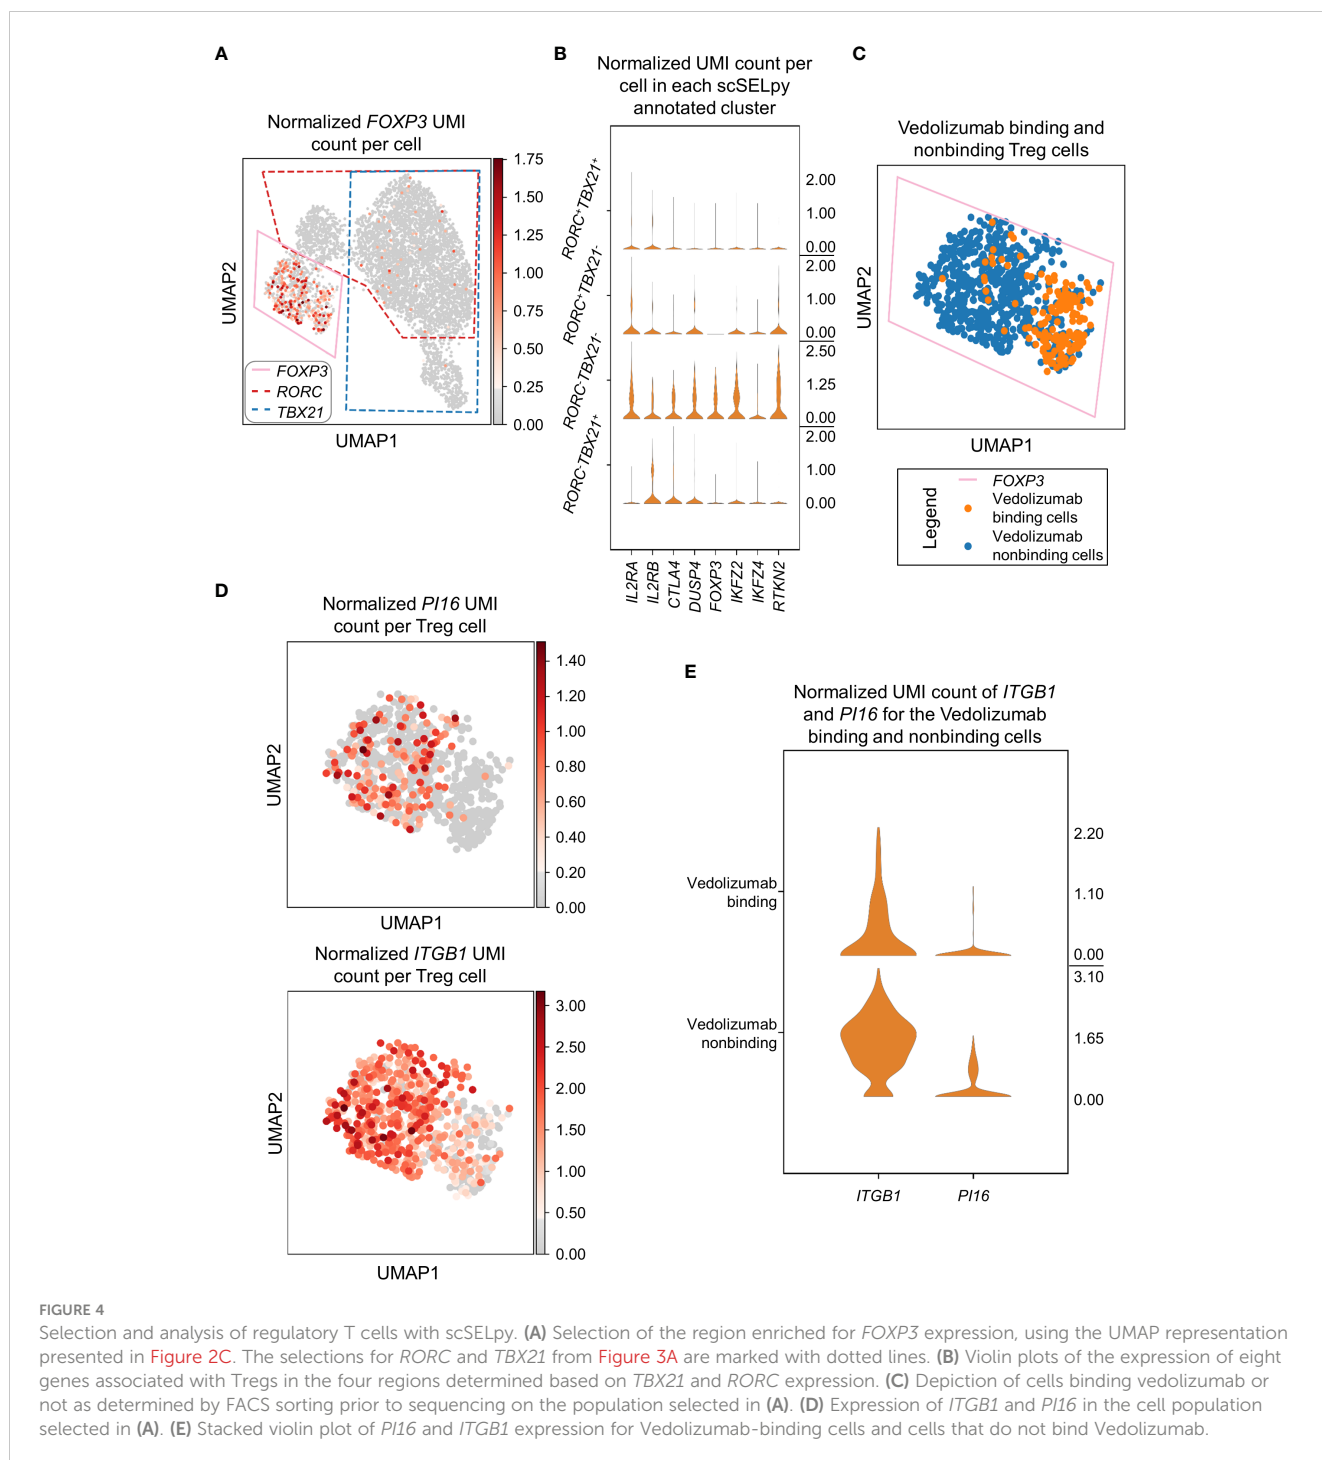 A
Normalized FOXP3 UMI
count per cell
1.75
1.50
1.25
1.00
0.75
0.50
0.25
0.00
UMAP2
FOXP3
RORC
TBX21
UMAP1
B
Normalized UMI count per
cell in each scSELpy
annotated cluster
RORC+TBX21+
2.00
1.00
0.00
RORC+TBX21-
2.00
1.00
0.00
RORC-TBX21-
2.50
1.25
0.00
RORC-TBX21+
2.00
1.00
0.00
IL2RA
IL2RB
CTLA4
DUSP4
FOXP3
IKFZ2
IKFZ4
RTKN2
C
Vedolizumab binding and
nonbinding Treg cells
UMAP2
UMAP1
Legend
FOXP3
Vedolizumab
binding cells
Vedolizumab
nonbinding cells
D
Normalized PI16 UMI
count per Treg cell
1.40
1.20
1.00
0.80
0.60
0.40
0.20
0.00
UMAP2
UMAP1
Normalized ITGB1 UMI
count per Treg cell
3.00
2.50
2.00
1.50
1.00
0.50
0.00
UMAP2
UMAP1
E
Normalized UMI count of ITGB1
and PI16 for the Vedolizumab
binding and nonbinding cells
Vedolizumab
binding
2.20
1.10
0.00
Vedolizumab
nonbinding
3.10
1.65
0.00
ITGB1
PI16
FIGURE 4
Selection and analysis of regulatory T cells with scSELpy. (A) Selection of the region enriched for FOXP3 expression, using the UMAP representation
presented in Figure 2C. The selections for RORC and TBX21 from Figure 3A are marked with dotted lines. (B) Violin plots of the expression of eight
genes associated with Tregs in the four regions determined based on TBX21 and RORC expression. (C) Depiction of cells binding vedolizumab or
not as determined by FACS sorting prior to sequencing on the population selected in (A). (D) Expression of ITGB1 and PI16 in the cell population
selected in (A). (E) Stacked violin plot of PI16 and ITGB1 expression for Vedolizumab-binding cells and cells that do not bind Vedolizumab.